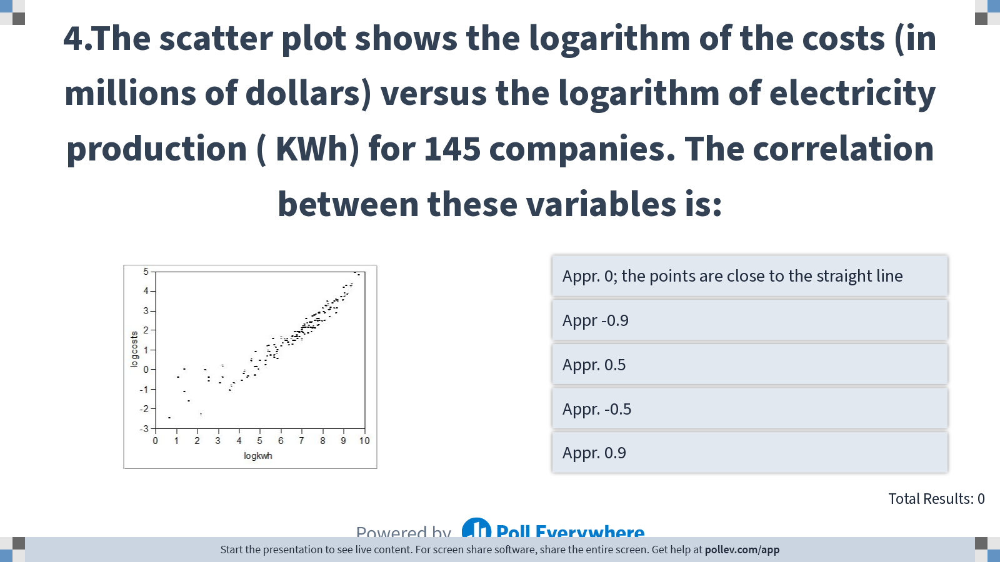 4.The scatter plot shows the logarithm of the costs (in
millions of dollars) versus the logarithm of electricity
production ( KWh) for 145 companies. The correlation
between these variables is:
5
4
3
2
1
0
-1
-2
-3
logcosts
0 1 2 3 4 5 6 7 8 9 10
logkwh
Appr. 0; the points are close to the straight line
Appr -0.9
Appr. 0.5
Appr. -0.5
Appr. 0.9
Total Results: 0
Powered by Poll Everywhere
Start the presentation to see live content. For screen share software, share the entire screen. Get help at pollev.com/app